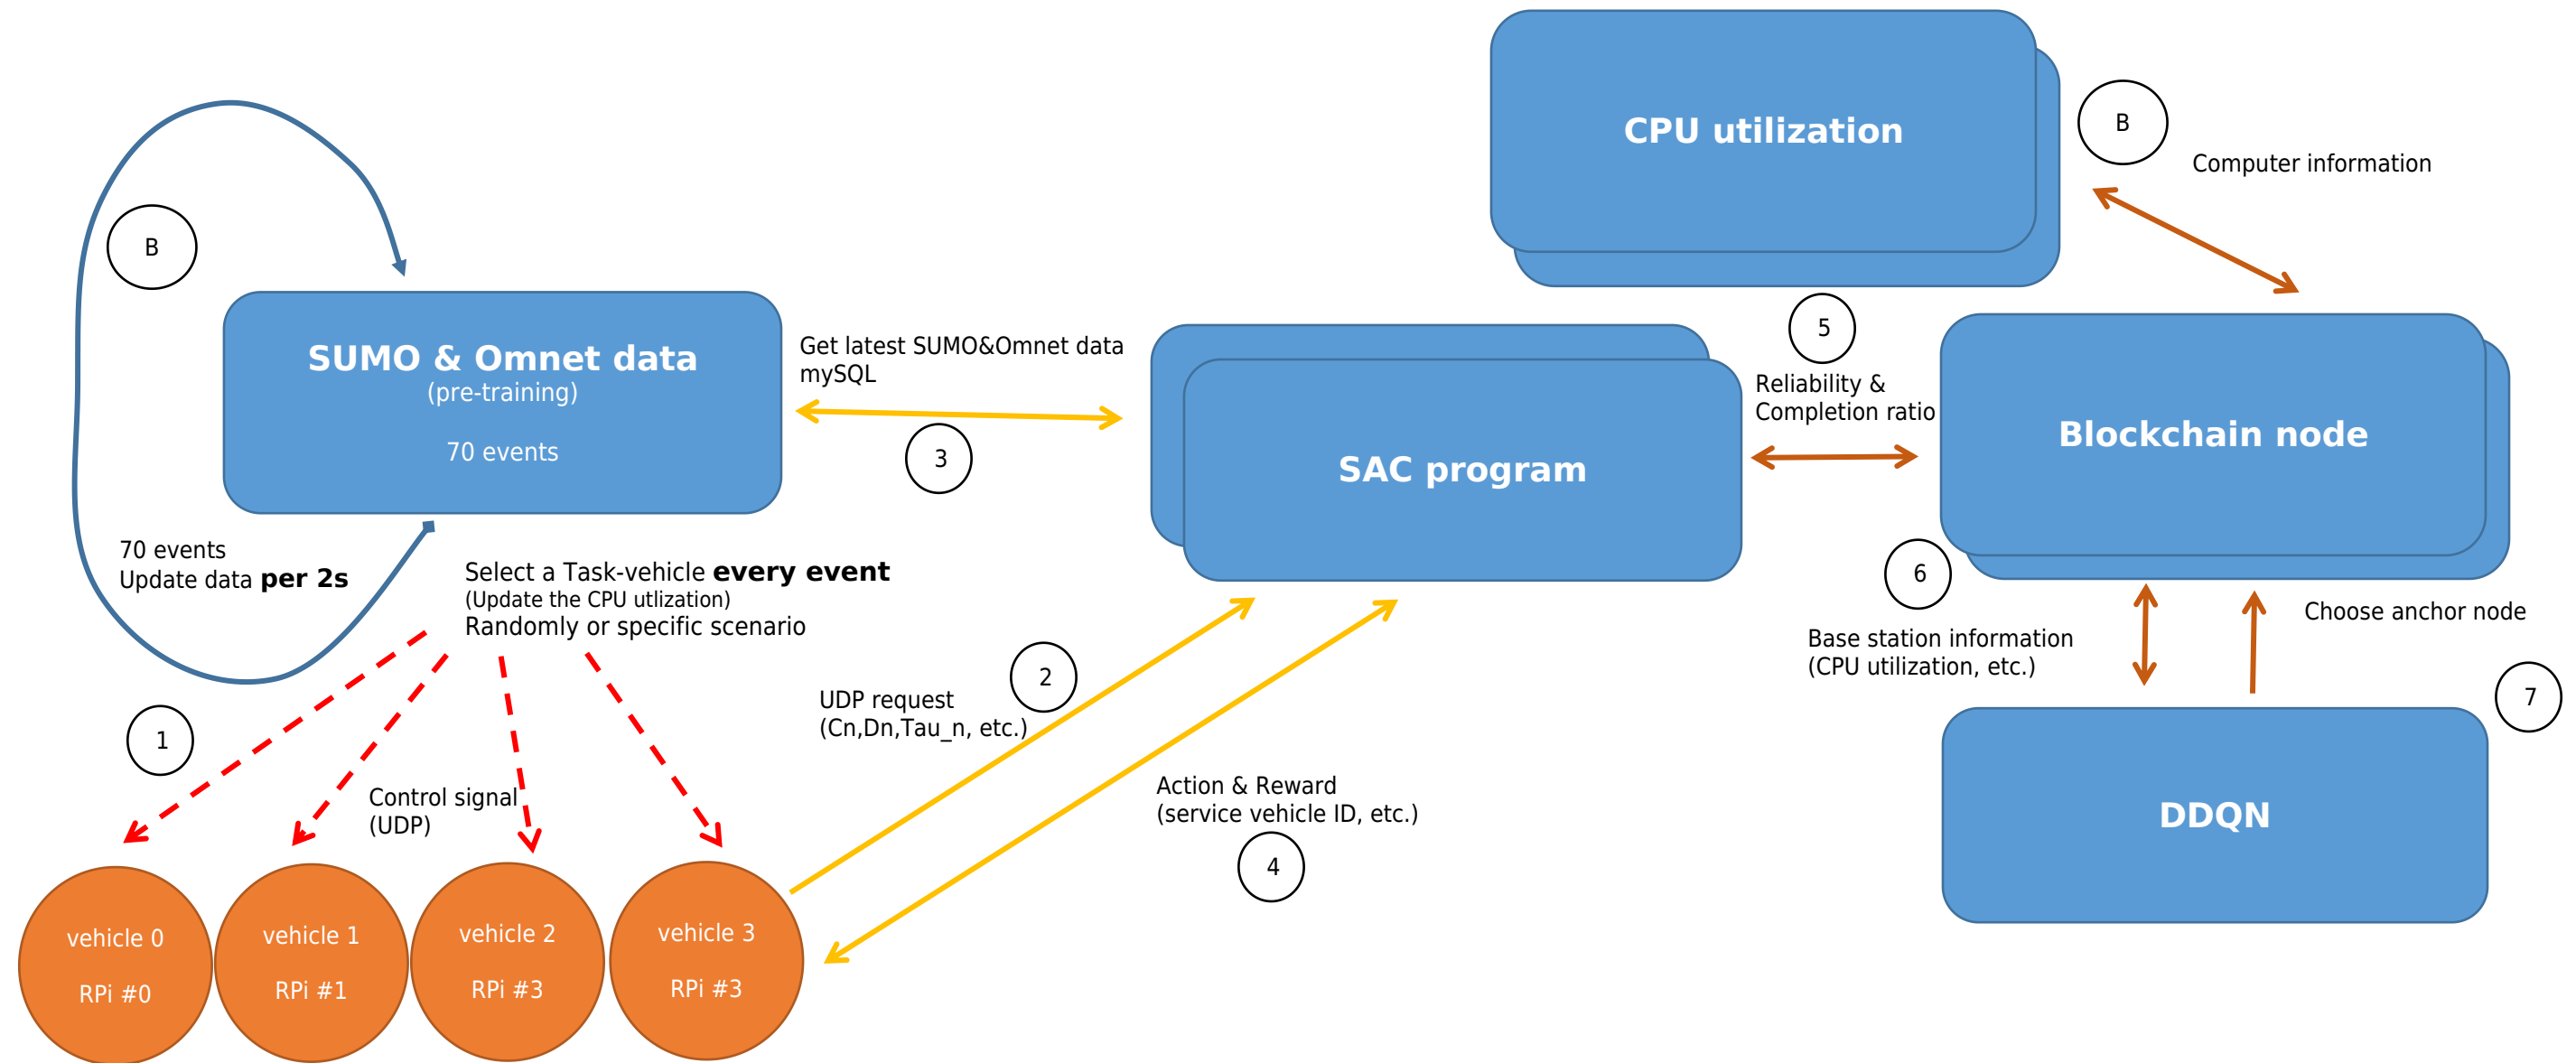 CPU utilization
B
Computer information
B
SUMO & Omnet data
(pre-training)
70 events
Get latest SUMO&Omnet data
mySQL
3
SAC program
5
Reliability &
Completion ratio
Blockchain node
70 events
Update data per 2s
Select a Task-vehicle every event
(Update the CPU utlization)
Randomly or specific scenario
6
Base station information
(CPU utilization, etc.)
Choose anchor node
7
1
Control signal
(UDP)
UDP request
(Cn,Dn,Tau_n, etc.)
2
Action & Reward
(service vehicle ID, etc.)
4
DDQN
vehicle 0
RPi #0
vehicle 1
RPi #1
vehicle 2
RPi #3
vehicle 3
RPi #3